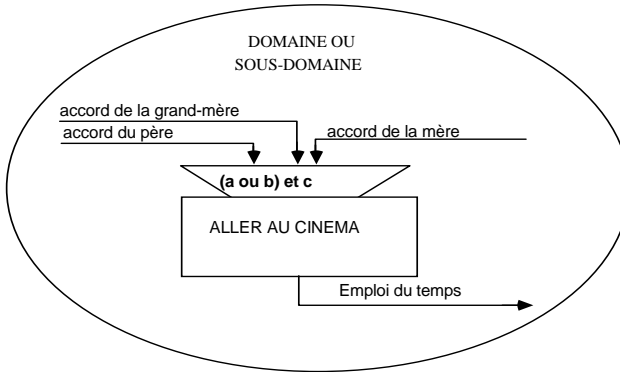 DOMAINE OU
SOUS-DOMAINE
accord de la grand-mère
accord du père
accord de la mère
(a ou b) et c
ALLER AU CINEMA
Emploi du temps